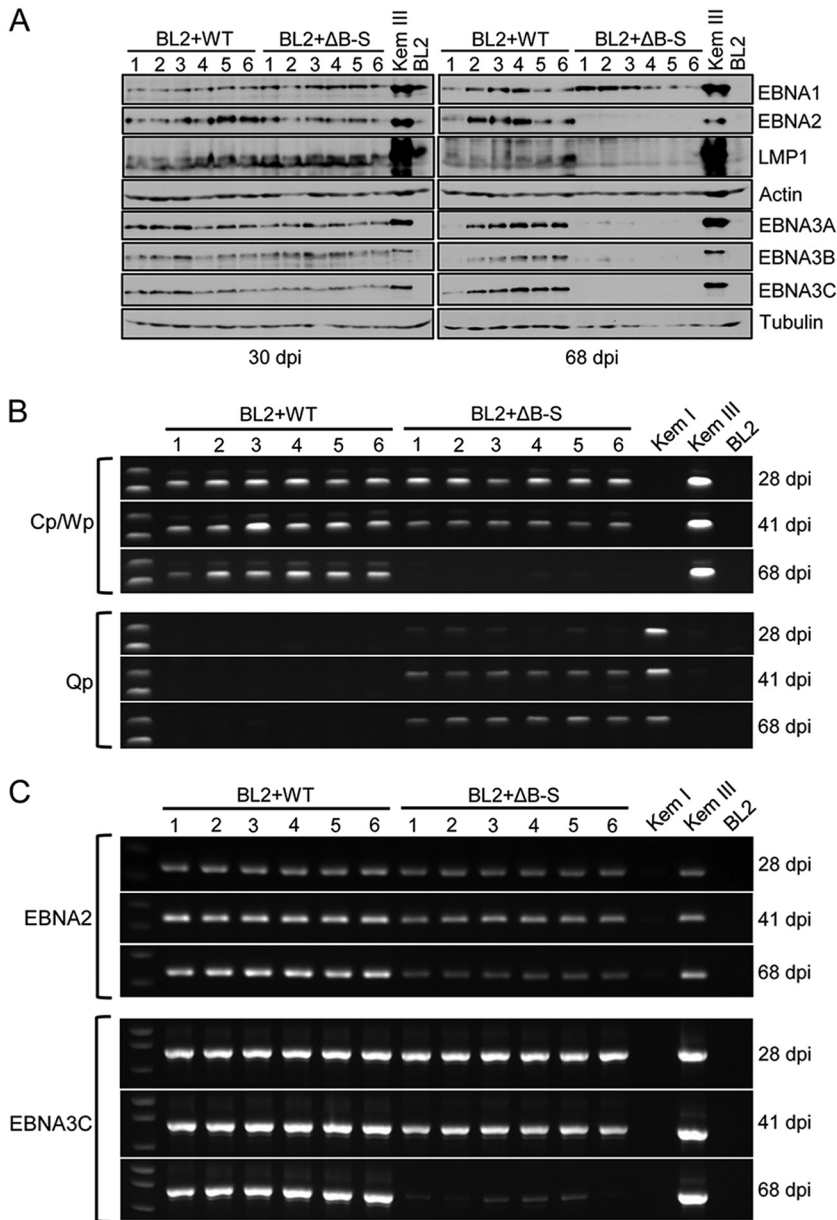 A
BL2+WT BL2+ΔB-S Kem III BL2 BL2+WT BL2+ΔB-S Kem III BL2
1 2 3 4 5 6 1 2 3 4 5 6 1 2 3 4 5 6 1 2 3 4 5 6
EBNA1
EBNA2
LMP1
Actin
EBNA3A
EBNA3B
EBNA3C
Tubulin
30 dpi 68 dpi
B
BL2+WT BL2+ΔB-S Kem I Kem III BL2
1 2 3 4 5 6 1 2 3 4 5 6
Cp/Wp
28 dpi
41 dpi
68 dpi
Qp
28 dpi
41 dpi
68 dpi
C
BL2+WT BL2+ΔB-S Kem I Kem III BL2
1 2 3 4 5 6 1 2 3 4 5 6
EBNA2
28 dpi
41 dpi
68 dpi
EBNA3C
28 dpi
41 dpi
68 dpi